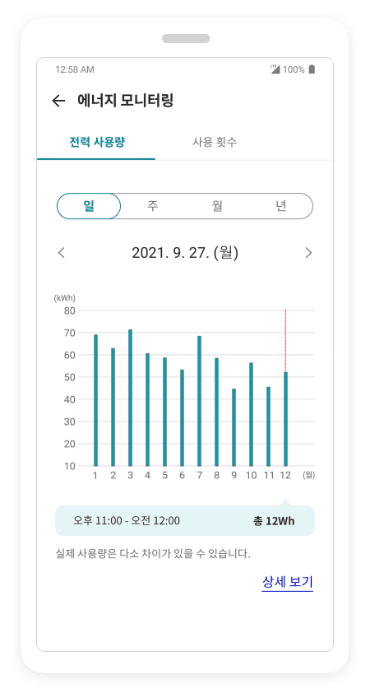 12:58 AM 100%
에너지 모니터링
전력 사용량 사용 횟수
일 주 월 년
2021. 9. 27. (월)
(kWh)
80
70
60
50
40
30
20
10
1 2 3 4 5 6 7 8 9 10 11 12 (월)
오후 11:00 - 오전 12:00 총 12Wh
실제 사용량은 다소 차이가 있을 수 있습니다.
상세 보기